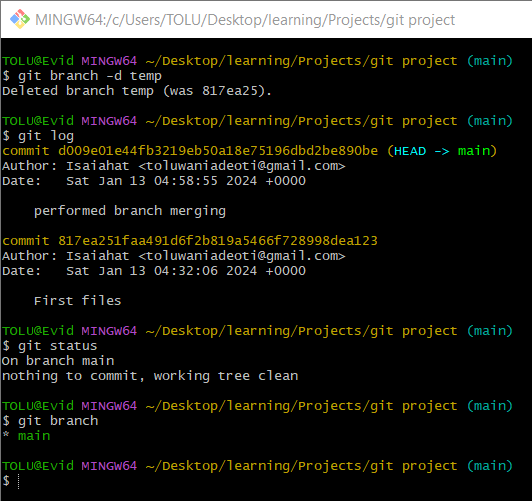 MINGW64:/c/Users/TOLU/Desktop/learning/Projects/git project
TOLU@Evid MINGW64 ~/Desktop/learning/Projects/git project (main)
$ git branch -d temp
Deleted branch temp (was 817ea25).
TOLU@Evid MINGW64 ~/Desktop/learning/Projects/git project (main)
$ git log
commit d009e01e44fb3219eb50a18e75196dbd2be890be (HEAD -> main)
Author: Isaiahat <toluwaniadeoti@gmail.com>
Date:   Sat Jan 13 04:58:55 2024 +0000
    performed branch merging
commit 817ea251faa491d6f2b819a5466f728998dea123
Author: Isaiahat <toluwaniadeoti@gmail.com>
Date:   Sat Jan 13 04:32:06 2024 +0000
    First files
TOLU@Evid MINGW64 ~/Desktop/learning/Projects/git project (main)
$ git status
On branch main
nothing to commit, working tree clean
TOLU@Evid MINGW64 ~/Desktop/learning/Projects/git project (main)
$ git branch
* main
TOLU@Evid MINGW64 ~/Desktop/learning/Projects/git project (main)
$